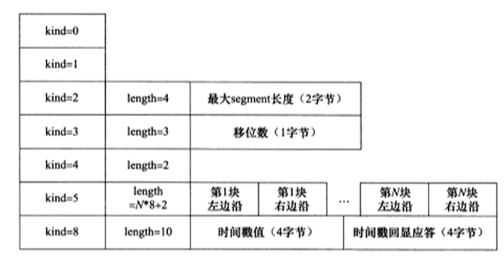 kind=0
kind=1
kind=2 length=4 最大segment长度（2字节）
kind=3 length=3 移位数（1字节）
kind=4 length=2
kind=5 length =N*8+2 第1块左边沿 第1块右边沿 … 第N块左边沿 第N块右边沿
kind=8 length=10 时间戳值（4字节） 时间戳回显应答（4字节）